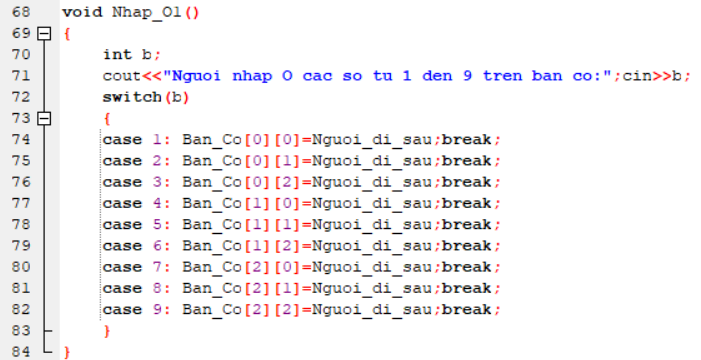 68 void Nhap_O1()
69 {
70 int b;
71 cout<<"Nguoi nhap O cac so tu 1 den 9 tren ban co:";cin>>b;
72 switch(b)
73 {
74 case 1: Ban_Co[0][0]=Nguoi_di_sau;break;
75 case 2: Ban_Co[0][1]=Nguoi_di_sau;break;
76 case 3: Ban_Co[0][2]=Nguoi_di_sau;break;
77 case 4: Ban_Co[1][0]=Nguoi_di_sau;break;
78 case 5: Ban_Co[1][1]=Nguoi_di_sau;break;
79 case 6: Ban_Co[1][2]=Nguoi_di_sau;break;
80 case 7: Ban_Co[2][0]=Nguoi_di_sau;break;
81 case 8: Ban_Co[2][1]=Nguoi_di_sau;break;
82 case 9: Ban_Co[2][2]=Nguoi_di_sau;break;
83 }
84 }